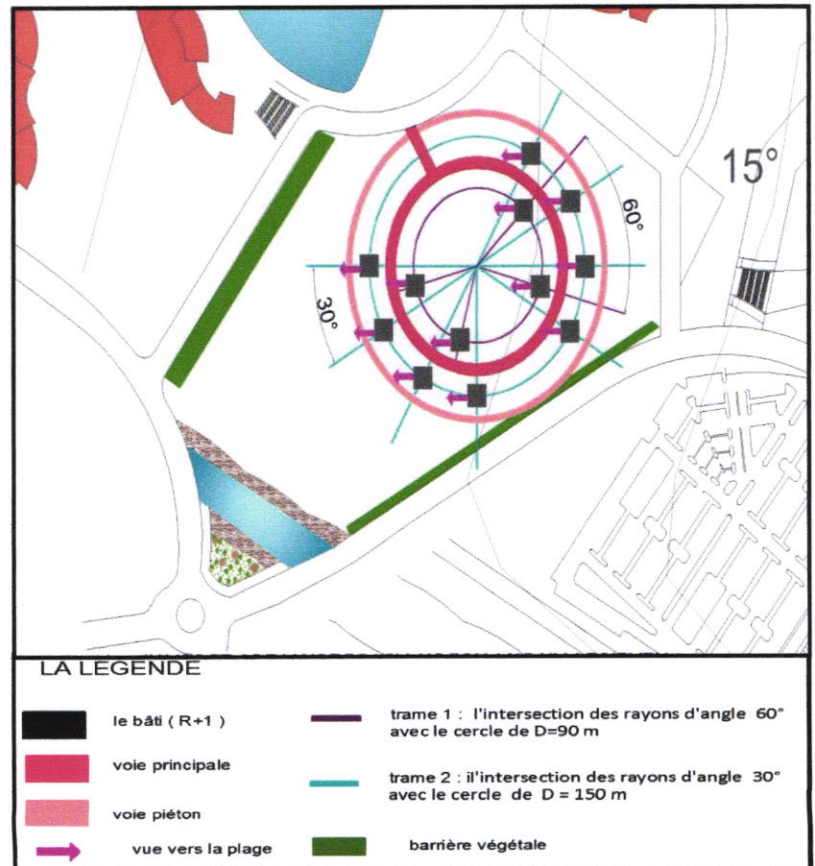 15°
60°
30°
LA LEGENDE
le bâti ( R+1 )
voie principale
voie piéton
vue vers la plage
trame 1 : l'intersection des rayons d'angle 60°
avec le cercle de D=90 m
trame 2 : il'intersection des rayons d'angle 30°
avec le cercle de D = 150 m
barrière végétale